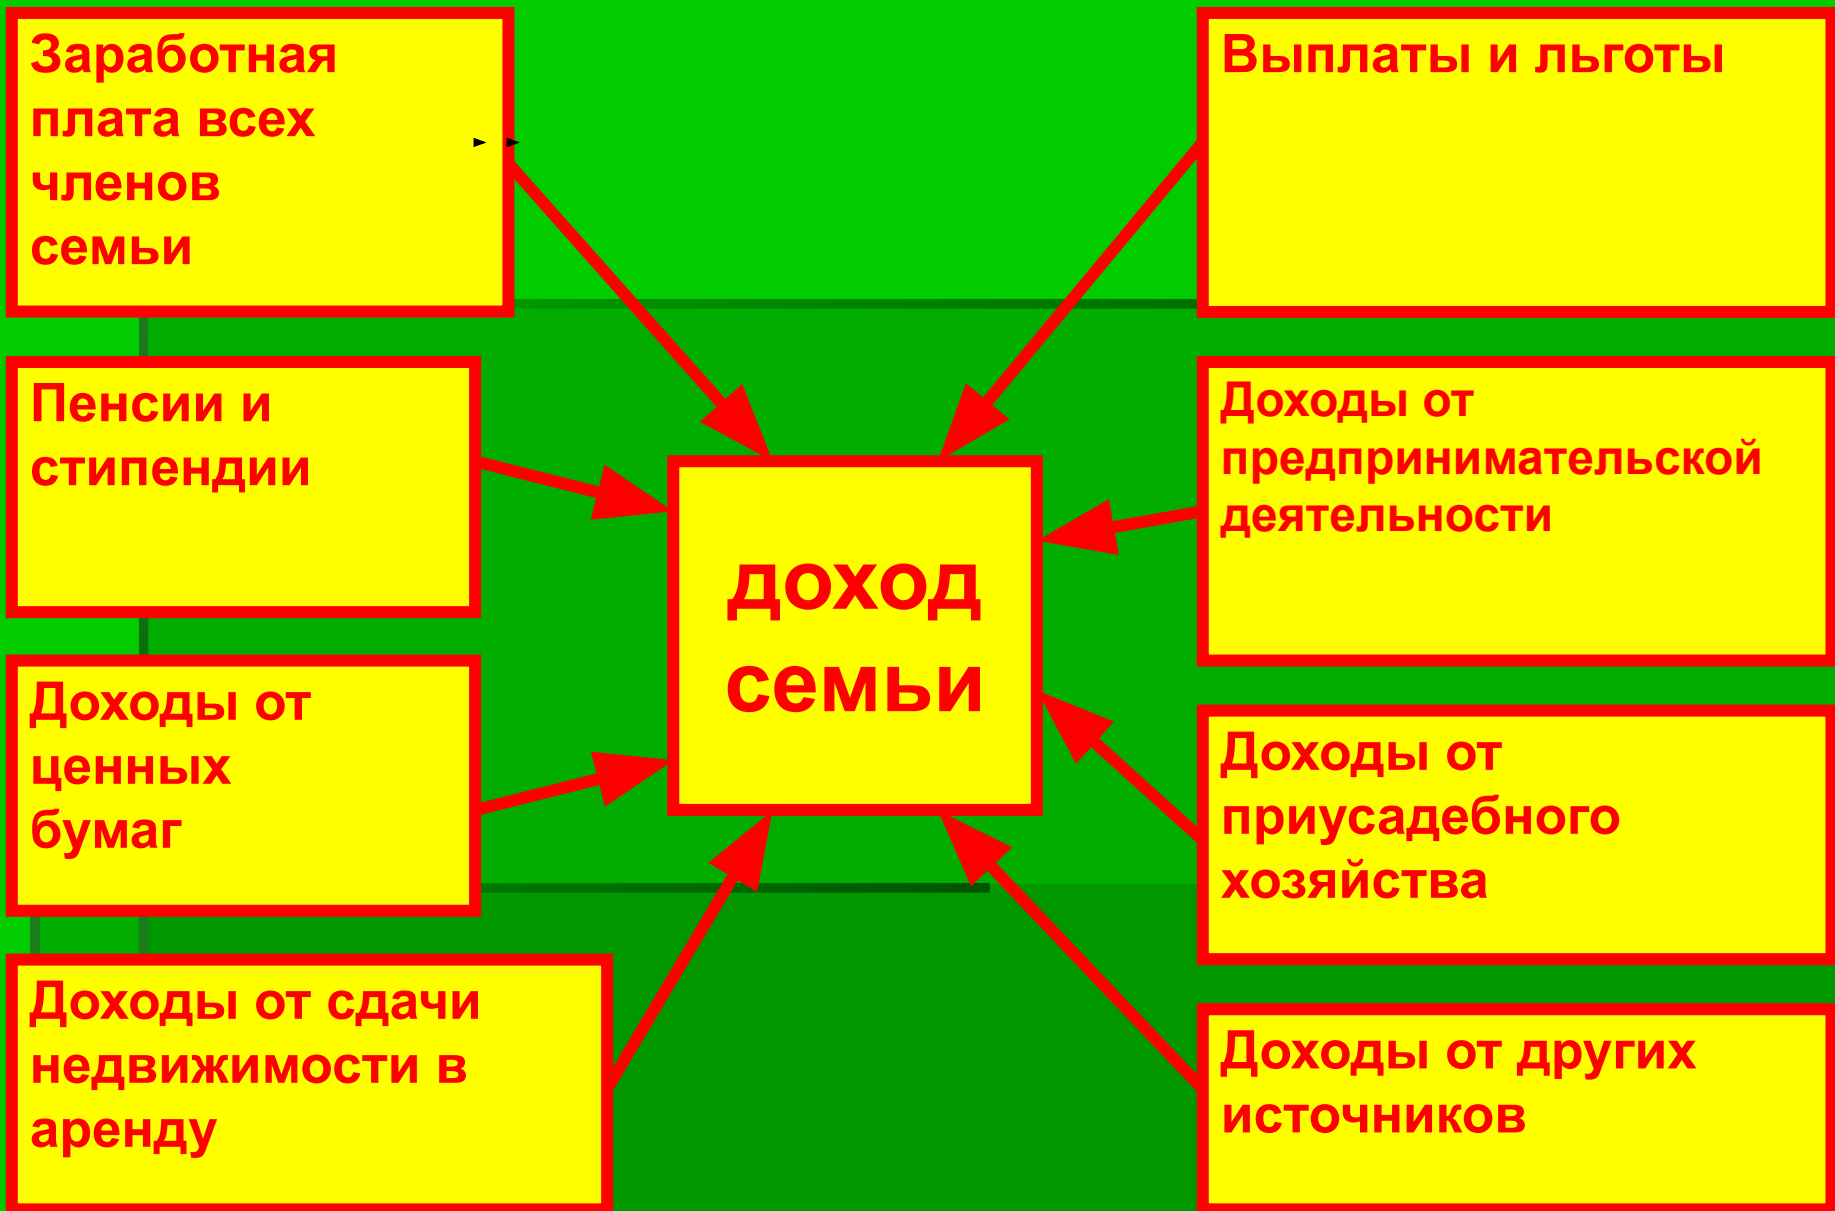 Заработная
плата всех
членов
семьи
Пенсии и
стипендии
Доходы от
ценных
бумаг
Доходы от сдачи
недвижимости в
аренду
доход
семьи
Выплаты и льготы
Доходы от
предпринимательской
деятельности
Доходы от
приусадебного
хозяйства
Доходы от других
источников